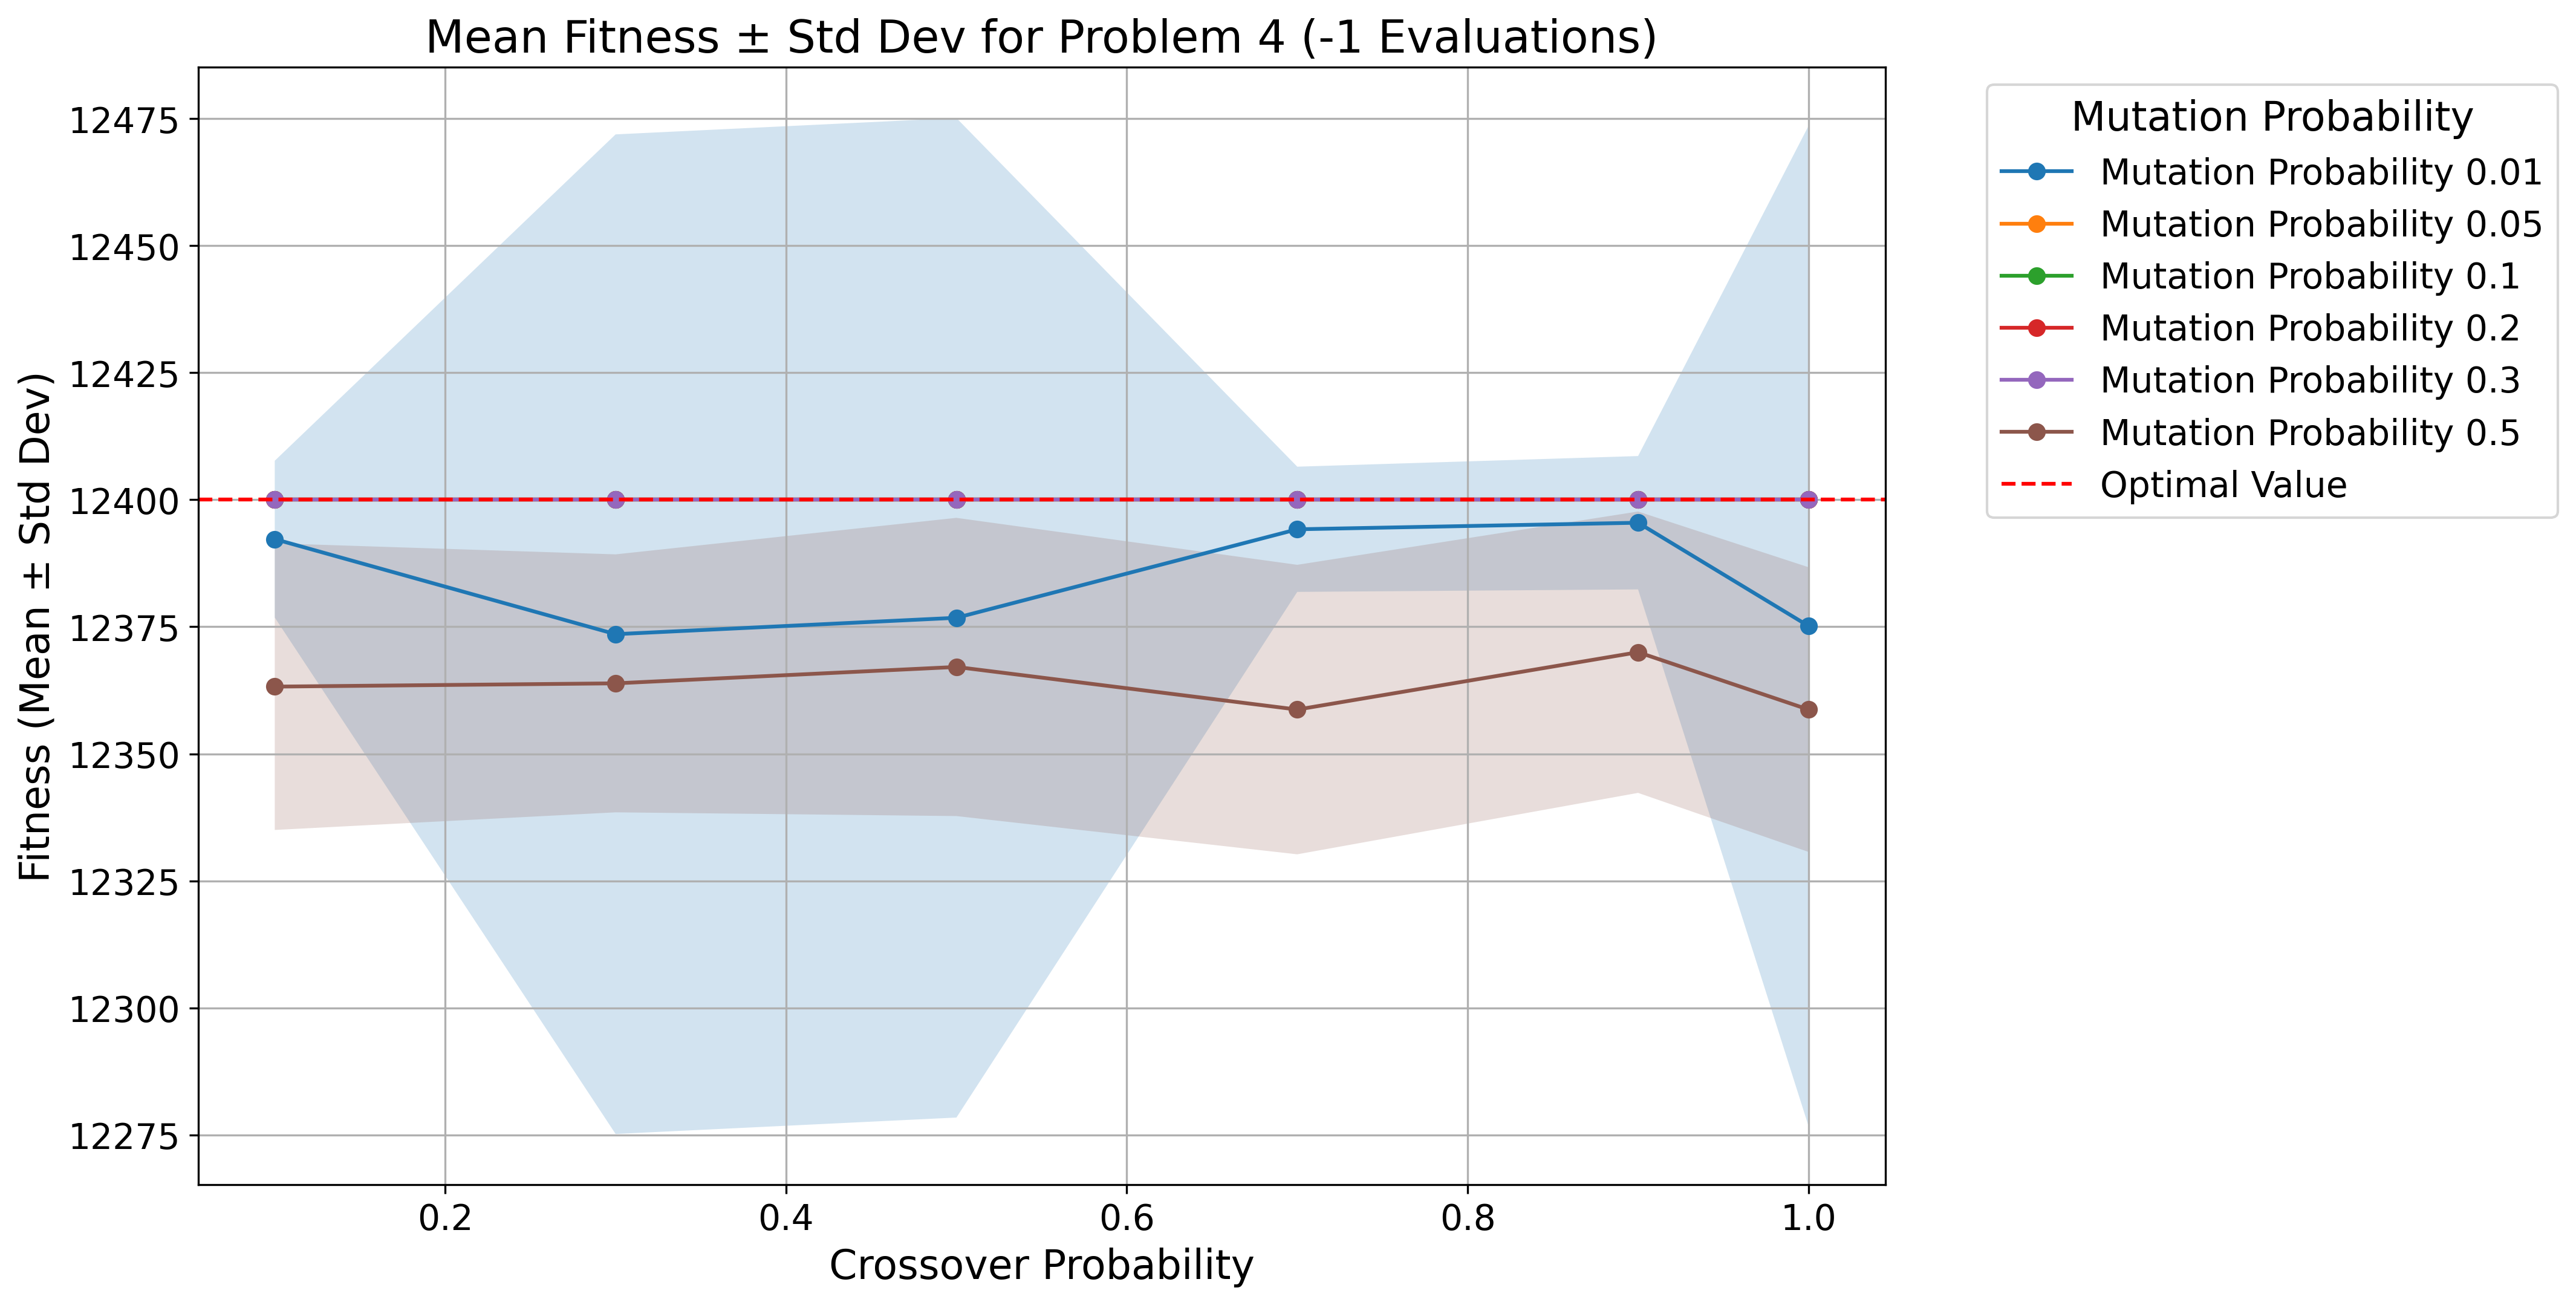 Mean Fitness ± Std Dev for Problem 4 (-1 Evaluations)
Fitness (Mean ± Std Dev)
12475
12450
12425
12400
12375
12350
12325
12300
12275
0.2 0.4 0.6 0.8 1.0
Crossover Probability
Mutation Probability
Mutation Probability 0.01
Mutation Probability 0.05
Mutation Probability 0.1
Mutation Probability 0.2
Mutation Probability 0.3
Mutation Probability 0.5
Optimal Value